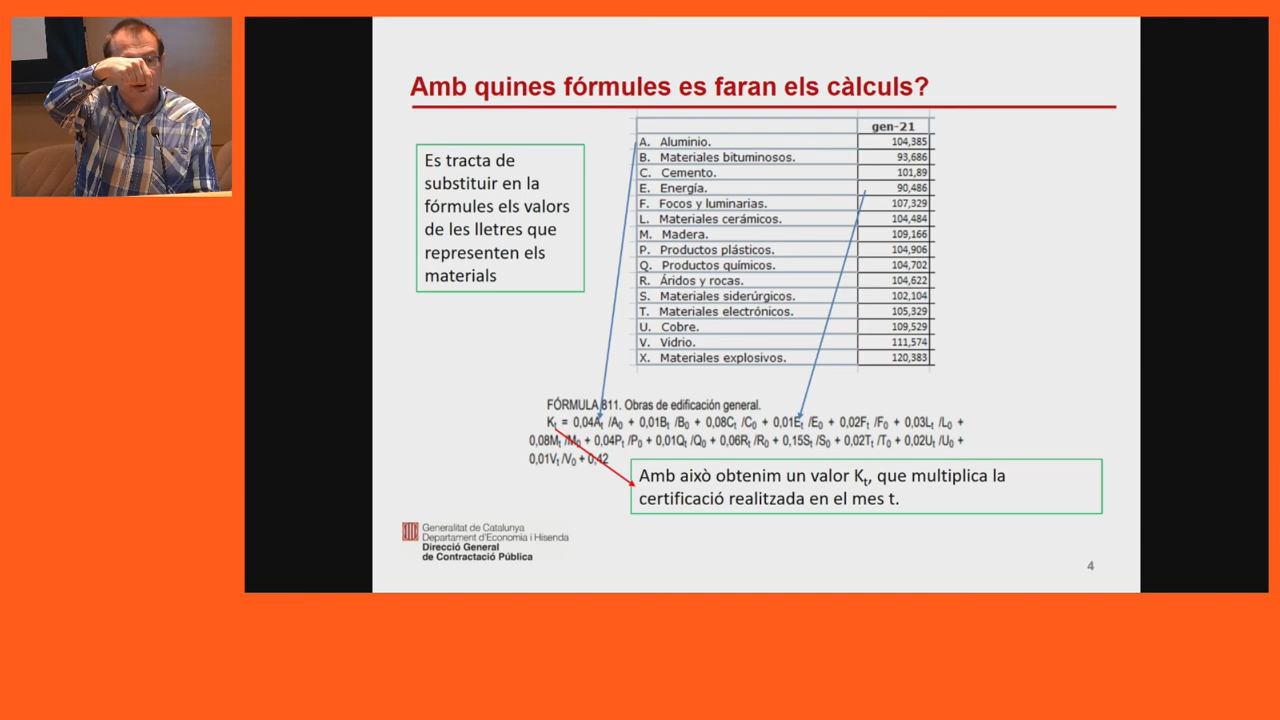 Amb quines fórmules es faran els càlculs?
Es tracta de
substituir en la
fórmules els valors
de les lletres que
representen els
materials
gen-21
A. Aluminio. 104,385
B. Materiales bituminosos. 93,686
C. Cemento. 101,89
E. Energía. 90,486
F. Focos y luminarias. 107,329
L. Materiales cerámicos. 104,484
M. Madera. 109,166
P. Productos plásticos. 104,906
Q. Productos químicos. 104,702
R. Áridos y rocas. 104,622
S. Materiales siderúrgicos. 102,104
T. Materiales electrónicos. 105,329
U. Cobre. 109,529
V. Vidrio. 111,574
X. Materiales explosivos. 120,383
FÓRMULA 811. Obras de edificación general.
Kt = 0,04At /A0 + 0,01Bt /B0 + 0,08Ct /C0 + 0,01Et /E0 + 0,02Ft /F0 + 0,03Lt /L0 +
0,08Mt /M0 + 0,04Pt /P0 + 0,01Qt /Q0 + 0,06Rt /R0 + 0,15St /S0 + 0,02Tt /T0 + 0,02Ut /U0 +
0,01Vt /V0 + 0,42
Amb això obtenim un valor Kt, que multiplica la
certificació realitzada en el mes t.
Generalitat de Catalunya
Departament d'Economia i Hisenda
Direcció General
de Contractació Pública
4